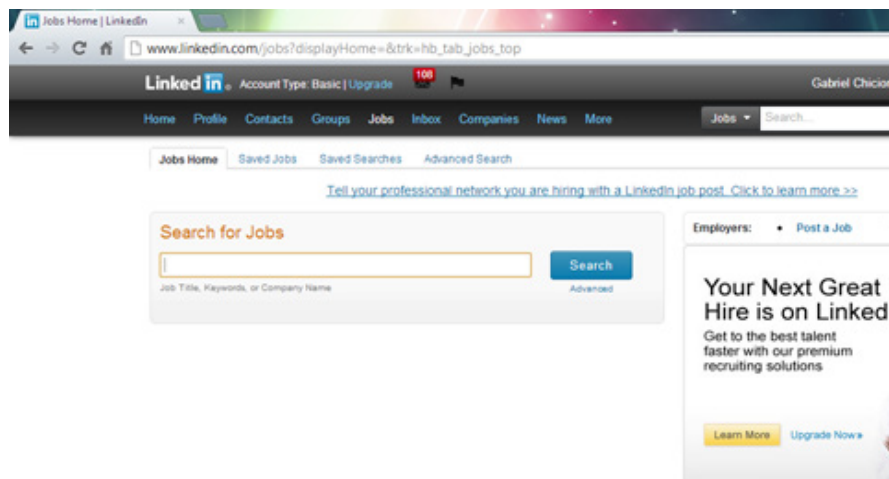 Jobs Home | LinkedIn
www.linkedin.com/jobs?displayHome=&trk=hb_tab_jobs_top
Linked in® Account Type: Basic | Upgrade 108 Gabriel Chicior
Home Profile Contacts Groups Jobs Inbox Companies News More Jobs Search...
Jobs Home Saved Jobs Saved Searches Advanced Search
Tell your professional network you are hiring with a LinkedIn job post. Click to learn more >>
Search for Jobs
Search
Job Title, Keywords, or Company Name
Advanced
Employers: • Post a Job
Your Next Great
Hire is on Linked
Get to the best talent
faster with our premium
recruiting solutions
Learn More Upgrade Now»